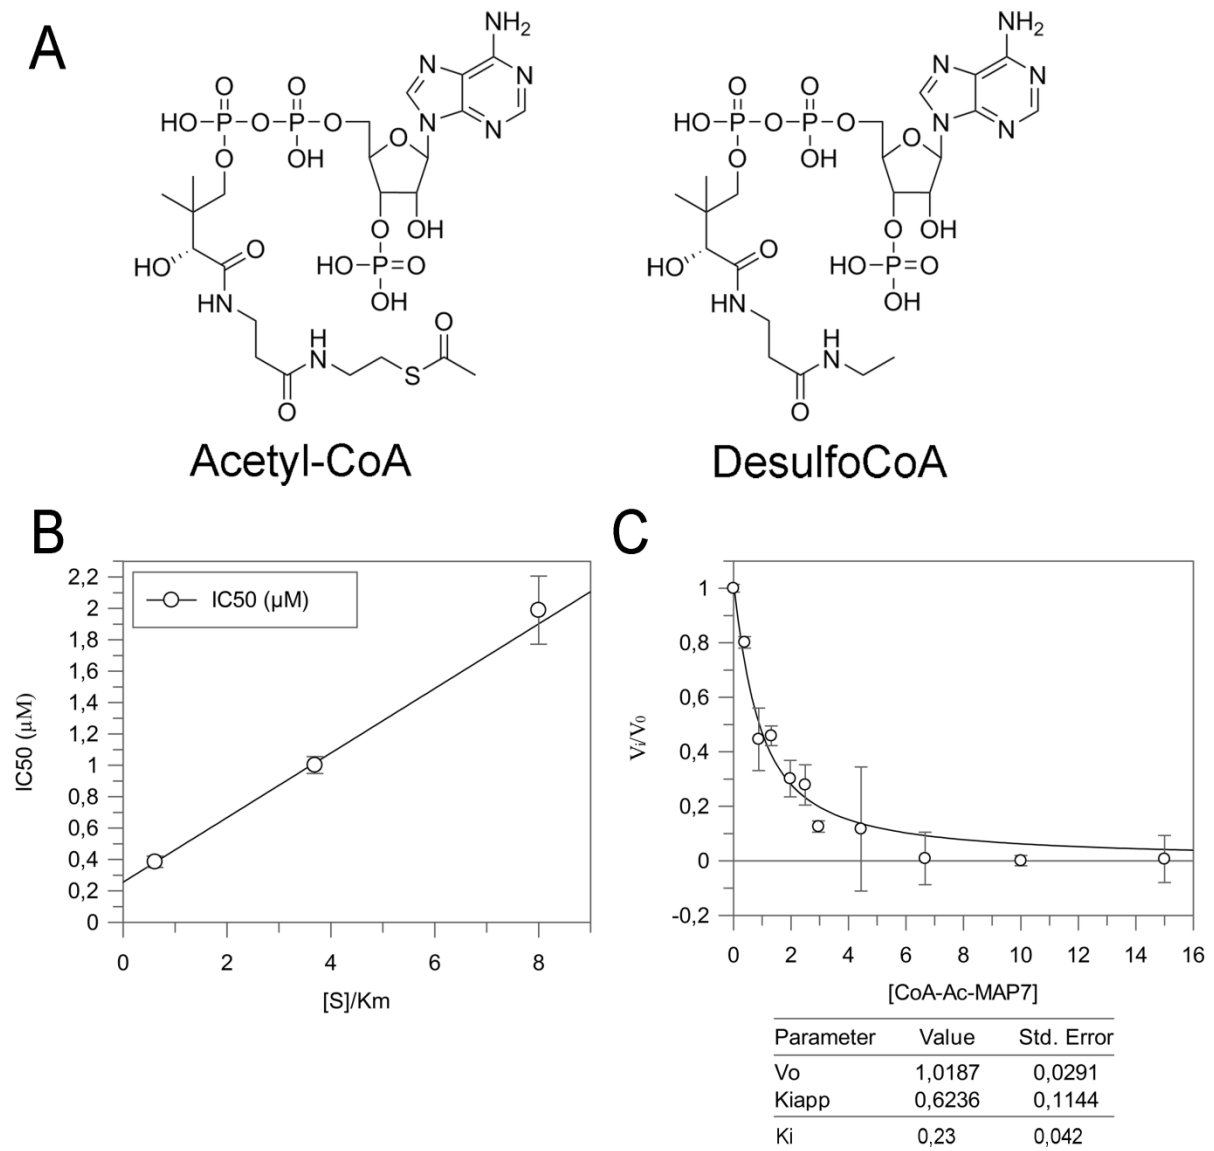 A
NH2
N
N
N
N
O
O
HO
P
O
P
O
O
OH
O
HO
O
HN
O
OH
HO
P
O
OH
H
N
O
S
O
Acetyl-CoA
NH2
N
N
N
N
O
O
HO
P
O
P
O
O
OH
O
HO
O
HN
O
OH
HO
P
O
OH
H
N
O
DesulfoCoA
B
IC50 (µM)
2,2
2
1,8
1,6
1,4
1,2
1
0,8
0,6
0,4
0,2
0
IC50 (µM)
0 2 4 6 8
[S]/Km
C
1
0,8
0,6
0,4
0,2
0
-0,2
Vi/V0
0 2 4 6 8 10 12 14 16
[CoA-Ac-MAP7]
Parameter Value Std. Error
Vo 1,0187 0,0291
Kiapp 0,6236 0,1144
Ki 0,23 0,042